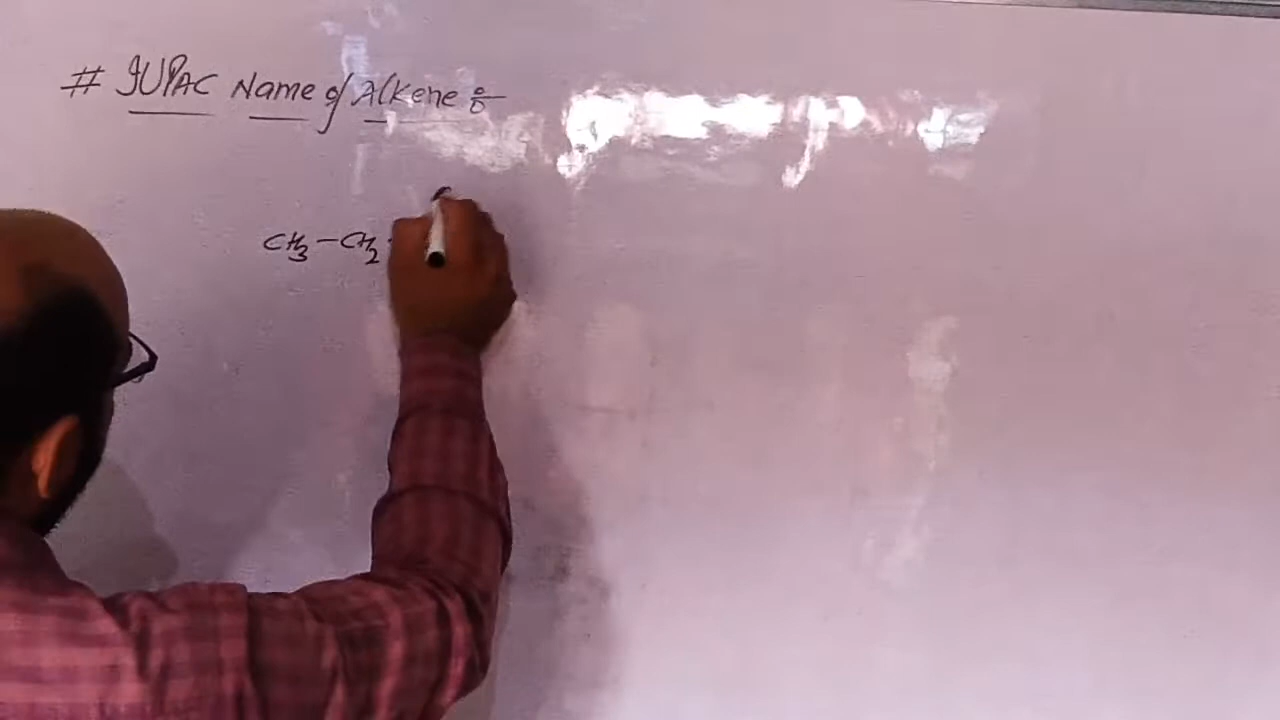 # IUPAC Name of Alkene :-
CH3-CH2-